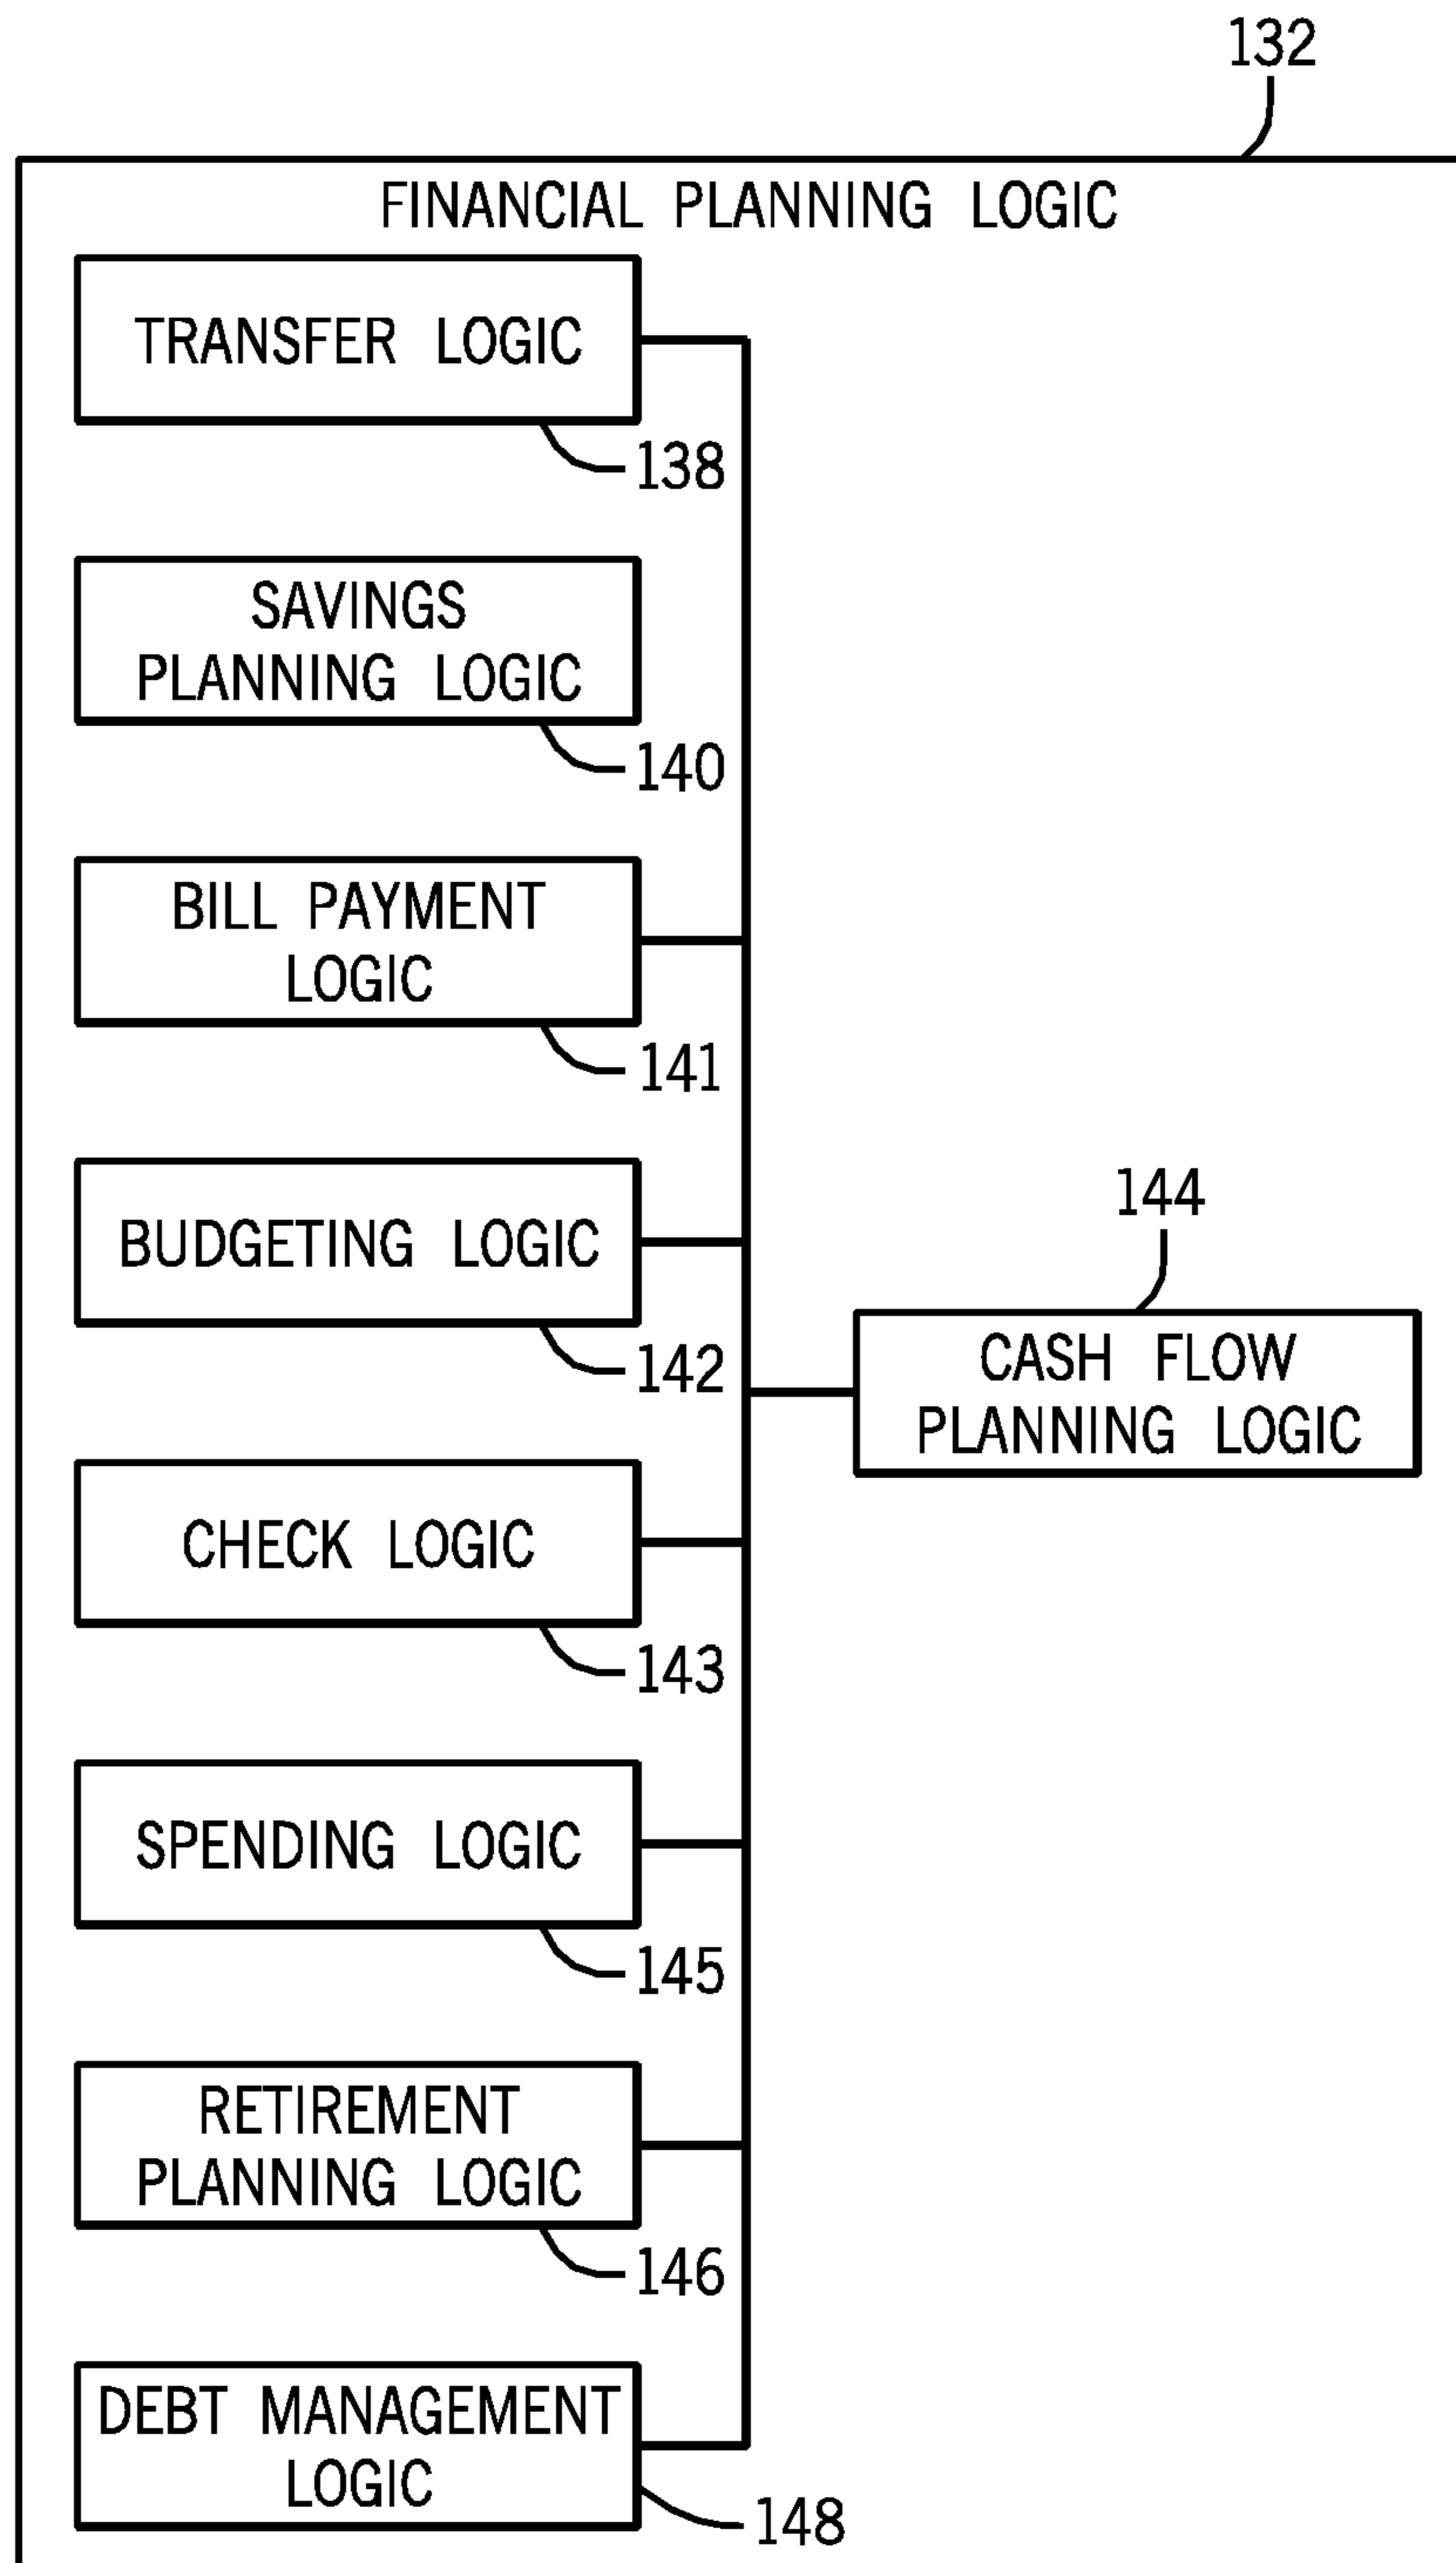 132
FINANCIAL PLANNING LOGIC
TRANSFER LOGIC
138
SAVINGS
PLANNING LOGIC
140
BILL PAYMENT
LOGIC
141
BUDGETING LOGIC
142
144
CASH FLOW
PLANNING LOGIC
CHECK LOGIC
143
SPENDING LOGIC
145
RETIREMENT
PLANNING LOGIC
146
DEBT MANAGEMENT
LOGIC
148